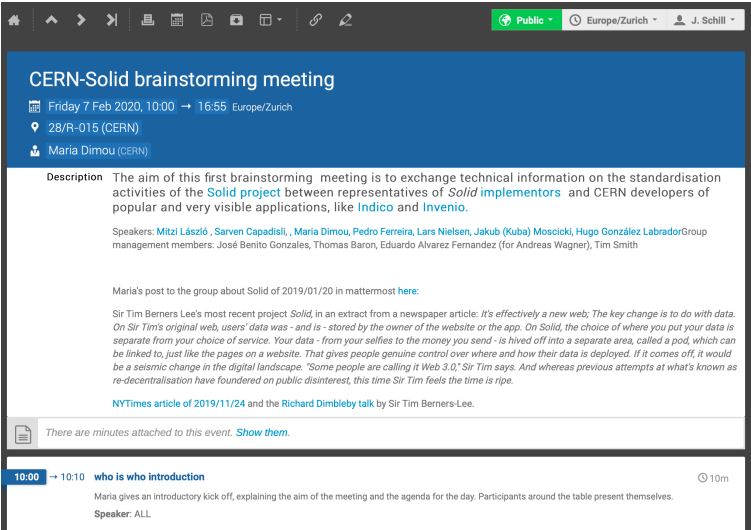 Public
Europe/Zurich
J. Schill
CERN-Solid brainstorming meeting
Friday 7 Feb 2020, 10:00 → 16:55 Europe/Zurich
28/R-015 (CERN)
Maria Dimou (CERN)
Description
The aim of this first brainstorming meeting is to exchange technical information on the standardisation
activities of the Solid project between representatives of Solid implementors and CERN developers of
popular and very visible applications, like Indico and Invenio.
Speakers: Mitzi László , Sarven Capadisli, , Maria Dimou, Pedro Ferreira, Lars Nielsen, Jakub (Kuba) Moscicki, Hugo González LabradorGroup
management members: José Benito Gonzales, Thomas Baron, Eduardo Alvarez Fernandez (for Andreas Wagner), Tim Smith
Maria's post to the group about Solid of 2019/01/20 in mattermost here:
Sir Tim Berners Lee's most recent project Solid, in an extract from a newspaper article: It's effectively a new web; The key change is to do with data.
On Sir Tim's original web, users' data was - and is - stored by the owner of the website or the app. On Solid, the choice of where you put your data is
separate from your choice of service. Your data - from your selfies to the money you send - is hived off into a separate area, called a pod, which can
be linked to, just like the pages on a website. That gives people genuine control over where and how their data is deployed. If it comes off, it would
be a seismic change in the digital landscape. "Some people are calling it Web 3.0," Sir Tim says. And whereas previous attempts at what's known as
re-decentralisation have foundered on public disinterest, this time Sir Tim feels the time is ripe.
NYTimes article of 2019/11/24 and the Richard Dimbleby talk by Sir Tim Berners-Lee.
There are minutes attached to this event. Show them.
10:00 → 10:10 who is who introduction 10m
Maria gives an introductory kick off, explaining the aim of the meeting and the agenda for the day. Participants around the table present themselves.
Speaker: ALL